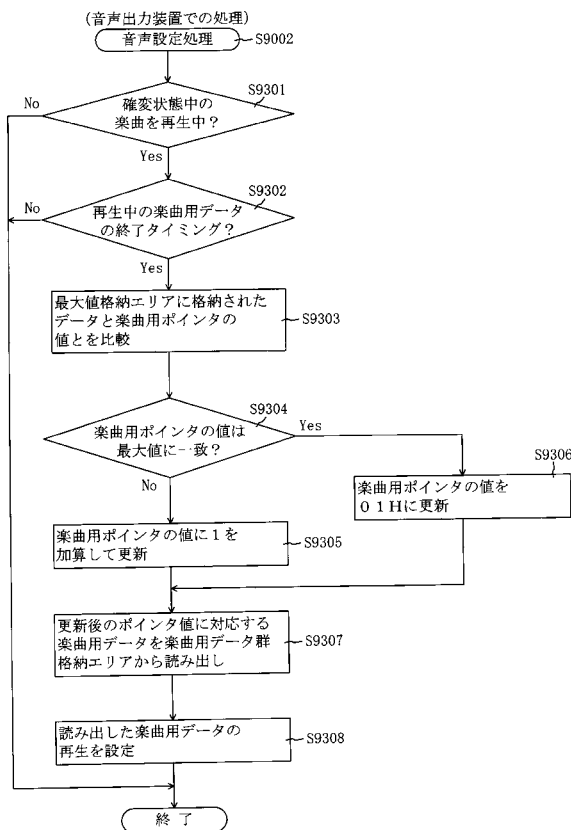 (音声出力装置での処理)
音声設定処理
S9002
S9301
No
確変状態中の
楽曲を再生中?
Yes
S9302
No
再生中の楽曲用データ
の終了タイミング?
Yes
最大値格納エリアに格納された
データと楽曲用ポインタの
値とを比較
S9303
S9304
楽曲用ポインタの値は
最大値に一致?
Yes
S9306
No
楽曲用ポインタの値を
01Hに更新
楽曲用ポインタの値に1を
加算して更新
S9305
更新後のポインタ値に対応する
楽曲用データを楽曲用データ群
格納エリアから読み出し
S9307
読み出した楽曲用データの
再生を設定
S9308
終了